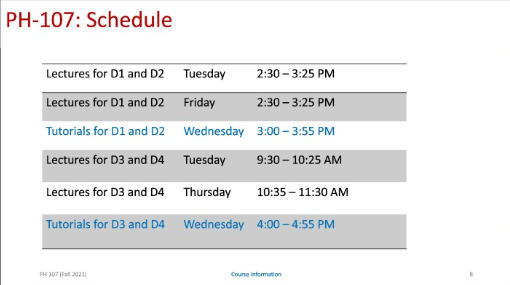 PH-107: Schedule
Lectures for D1 and D2 Tuesday 2:30 – 3:25 PM
Lectures for D1 and D2 Friday 2:30 – 3:25 PM
Tutorials for D1 and D2 Wednesday 3:00 – 3:55 PM
Lectures for D3 and D4 Tuesday 9:30 – 10:25 AM
Lectures for D3 and D4 Thursday 10:35 – 11:30 AM
Tutorials for D3 and D4 Wednesday 4:00 – 4:55 PM
PH 107 (Fall 2021) Course Information 8